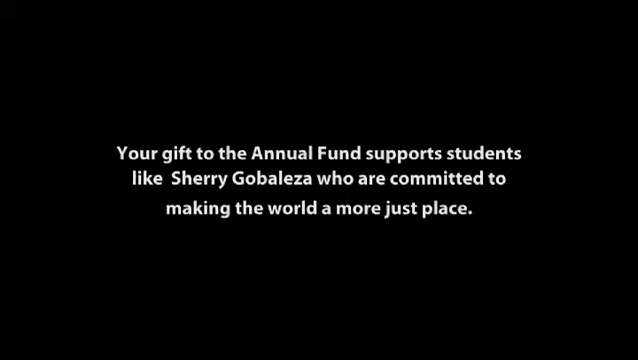 Your gift to the Annual Fund supports students
like Sherry Gobaleza who are committed to
making the world a more just place.